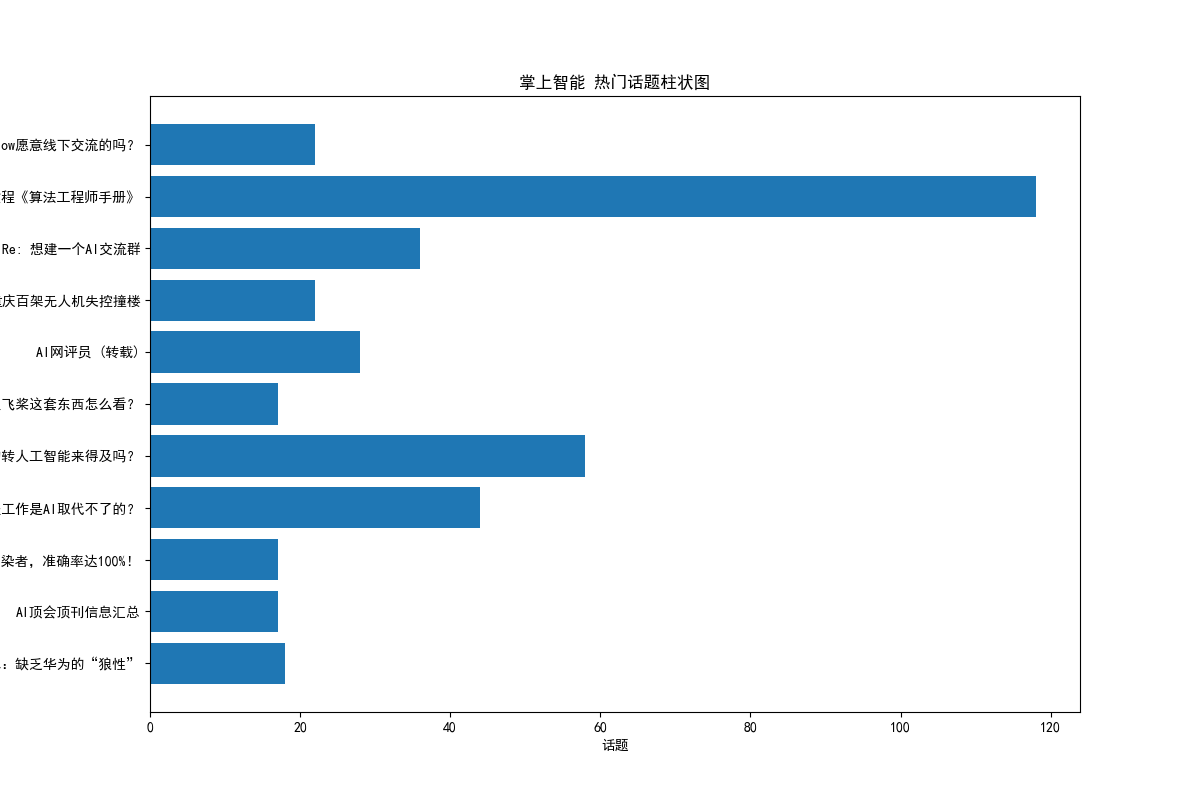 掌上智能 热门话题柱状图
ow愿意线下交流的吗？
程《算法工程师手册》
Re: 想建一个AI交流群
庆百架无人机失控撞楼
AI网评员 (转载)
飞桨这套东西怎么看？
转人工智能来得及吗？
工作是AI取代不了的？
染者，准确率达100%！
AI顶会顶刊信息汇总
：缺乏华为的“狼性”
0 20 40 60 80 100 120
话题